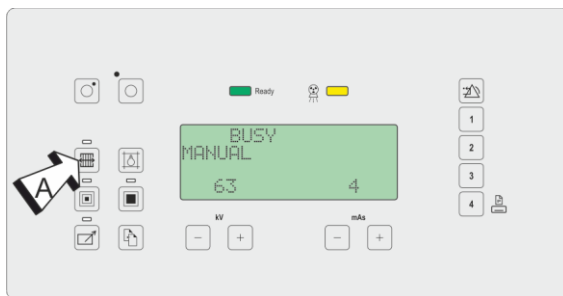 Ready
1
BUSY
MANUAL
2
A
3
63 4
4
kV mAs
- + - +